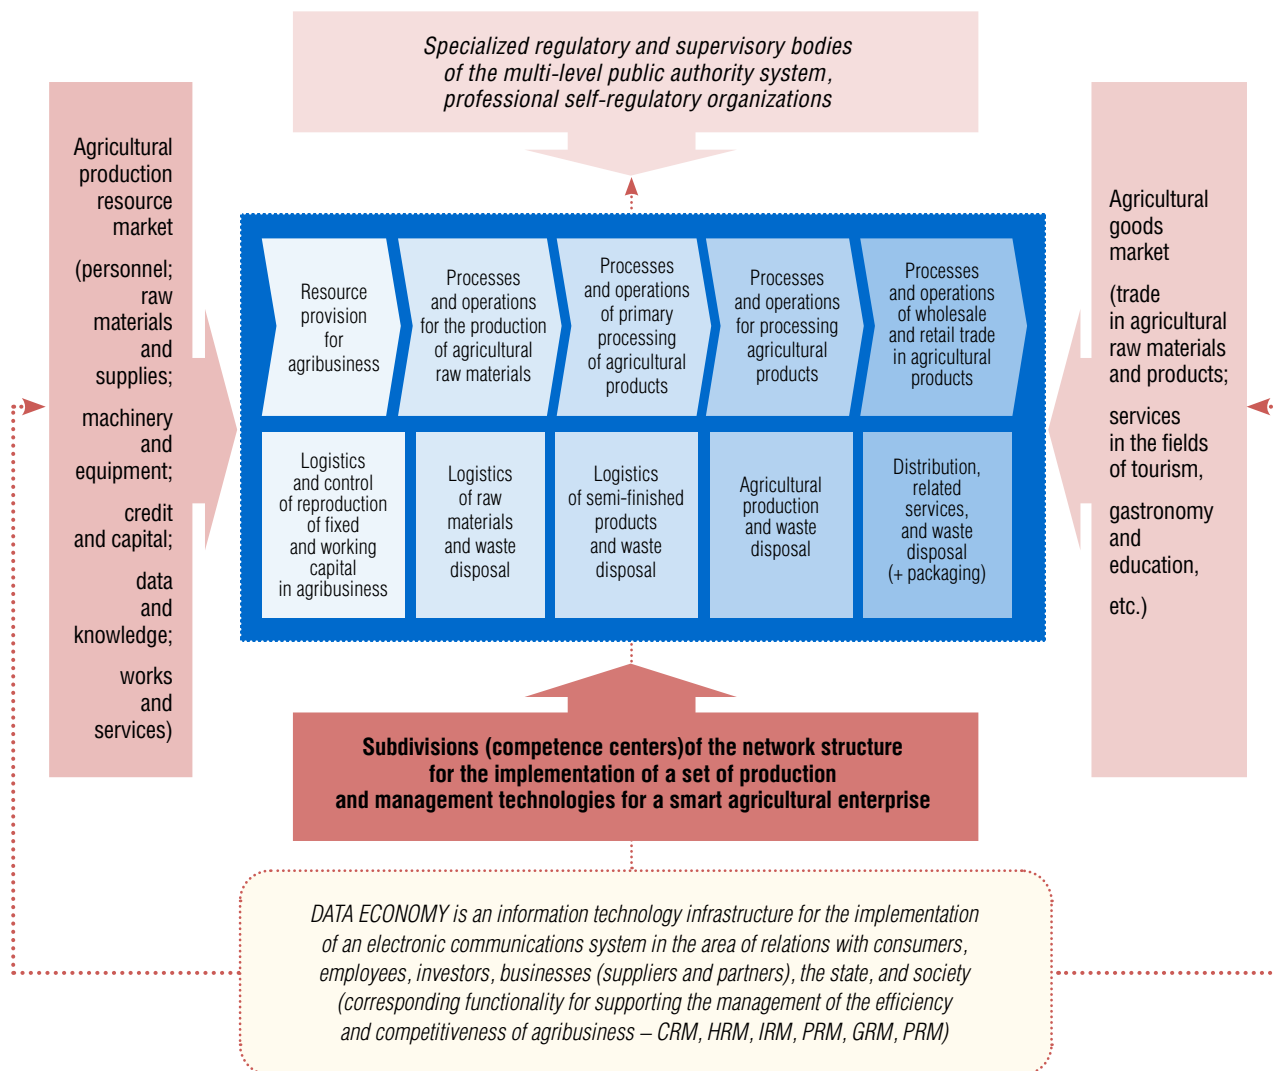 Specialized regulatory and supervisory bodies
of the multi-level public authority system,
professional self-regulatory organizations
Agricultural
production
resource
market
(personnel;
raw
materials
and
supplies;
machinery
and
equipment;
credit
and capital;
data
and
knowledge;
works
and
services)
Resource
provision
for
agribusiness
Processes
and operations
for the production
of agricultural
raw materials
Processes
and operations
of primary
processing
of agricultural
products
Processes
and operations
for processing
agricultural
products
Processes
and operations
of wholesale
and retail trade
in agricultural
products
Logistics
and control
of reproduction
of fixed
and working
capital
in agribusiness
Logistics
of raw
materials
and waste
disposal
Logistics
of semi-finished
products
and waste
disposal
Agricultural
production
and waste
disposal
Distribution,
related
services,
and waste
disposal
(+ packaging)
Agricultural
goods
market
(trade
in agricultural
raw materials
and products;
services
in the fields
of tourism,
gastronomy
and
education,
etc.)
Subdivisions (competence centers)of the network structure
for the implementation of a set of production
and management technologies for a smart agricultural enterprise
DATA ECONOMY is an information technology infrastructure for the implementation
of an electronic communications system in the area of relations with consumers,
employees, investors, businesses (suppliers and partners), the state, and society
(corresponding functionality for supporting the management of the efficiency
and competitiveness of agribusiness – CRM, HRM, IRM, PRM, GRM, PRM)